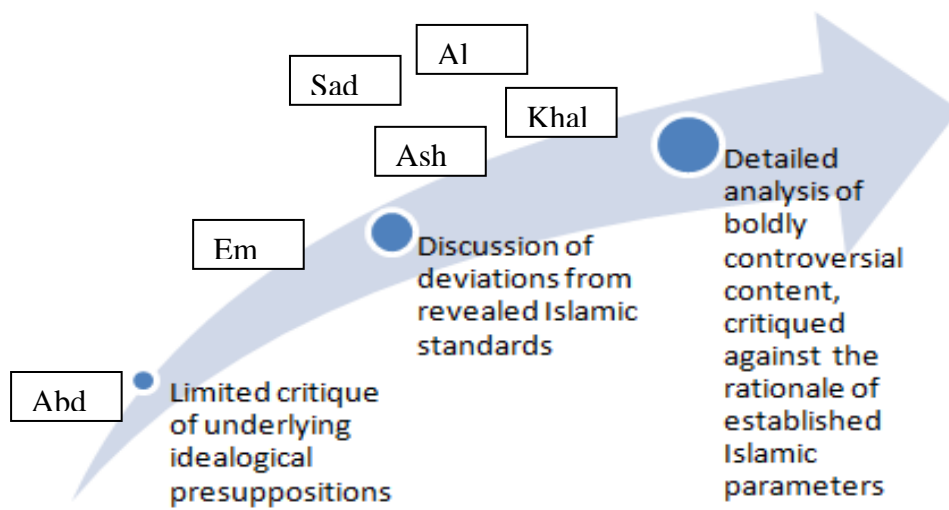 Al
Sad
Khal
Ash
Em
Abd
Limited critique
of underlying
idealogical
presuppositions
Discussion of
deviations from
revealed Islamic
standards
Detailed
analysis of
boldly
controversial
content,
critiqued
against the
rationale of
established
Islamic
parameters